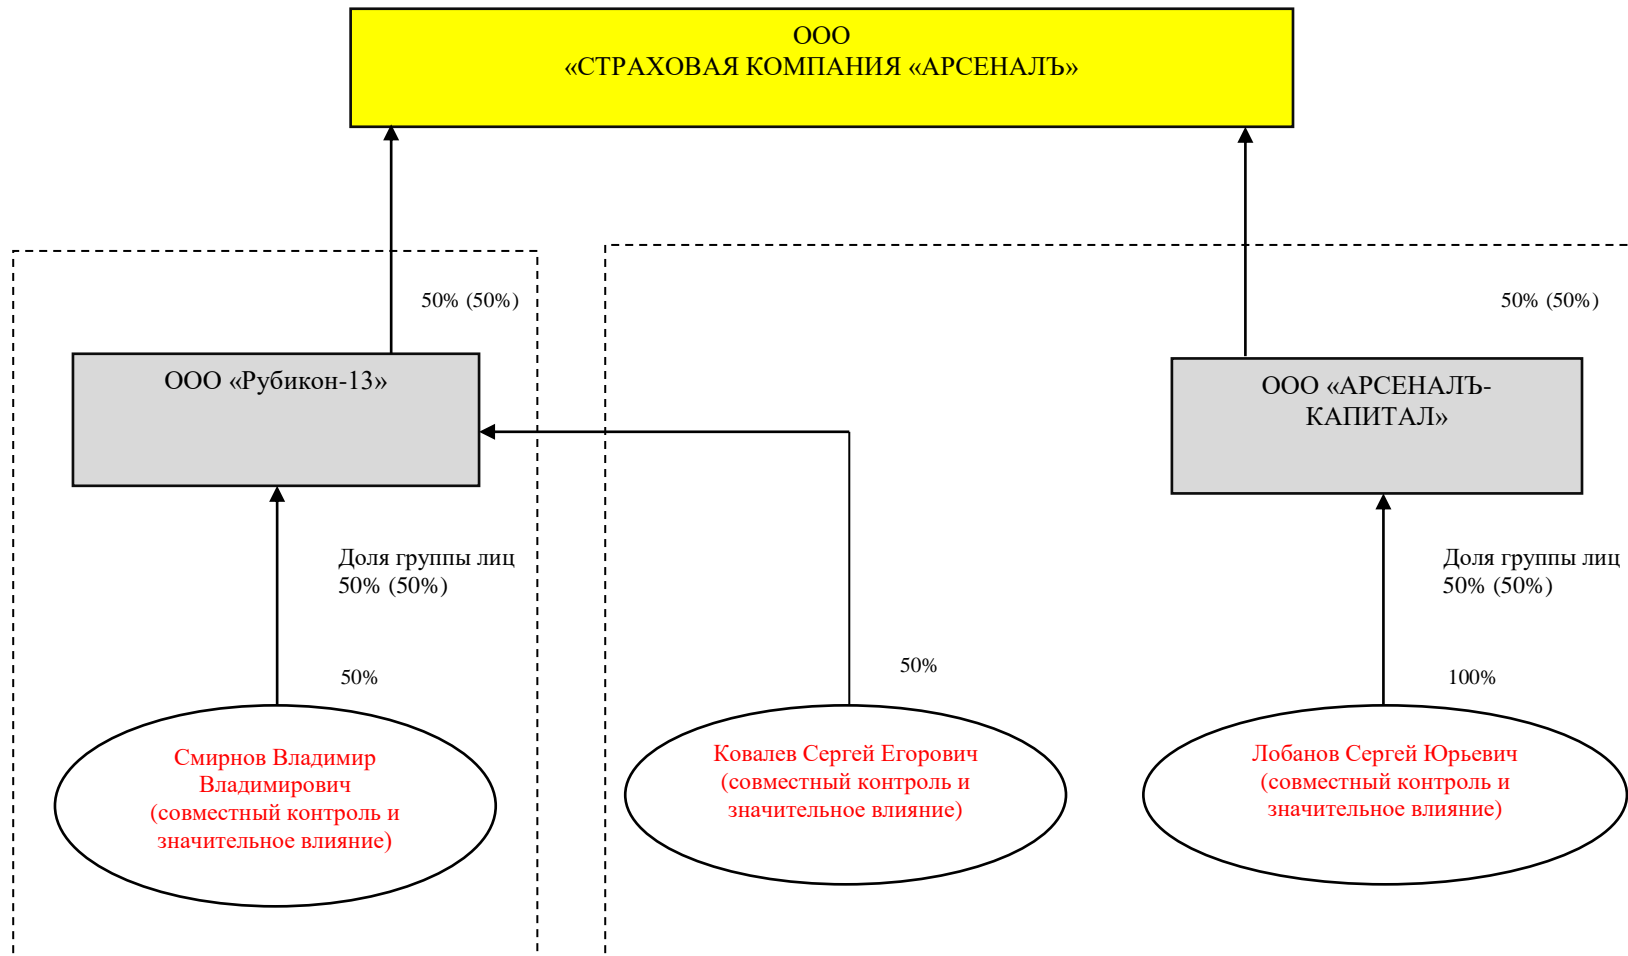 ООО
«СТРАХОВАЯ КОМПАНИЯ «АРСЕНАЛЪ»
50% (50%)
50% (50%)
ООО «Рубикон-13»
ООО «АРСЕНАЛЪ-
КАПИТАЛ»
Доля группы лиц
50% (50%)
Доля группы лиц
50% (50%)
50%
50%
100%
Смирнов Владимир
Владимирович
(совместный контроль и
значительное влияние)
Ковалев Сергей Егорович
(совместный контроль и
значительное влияние)
Лобанов Сергей Юрьевич
(совместный контроль и
значительное влияние)